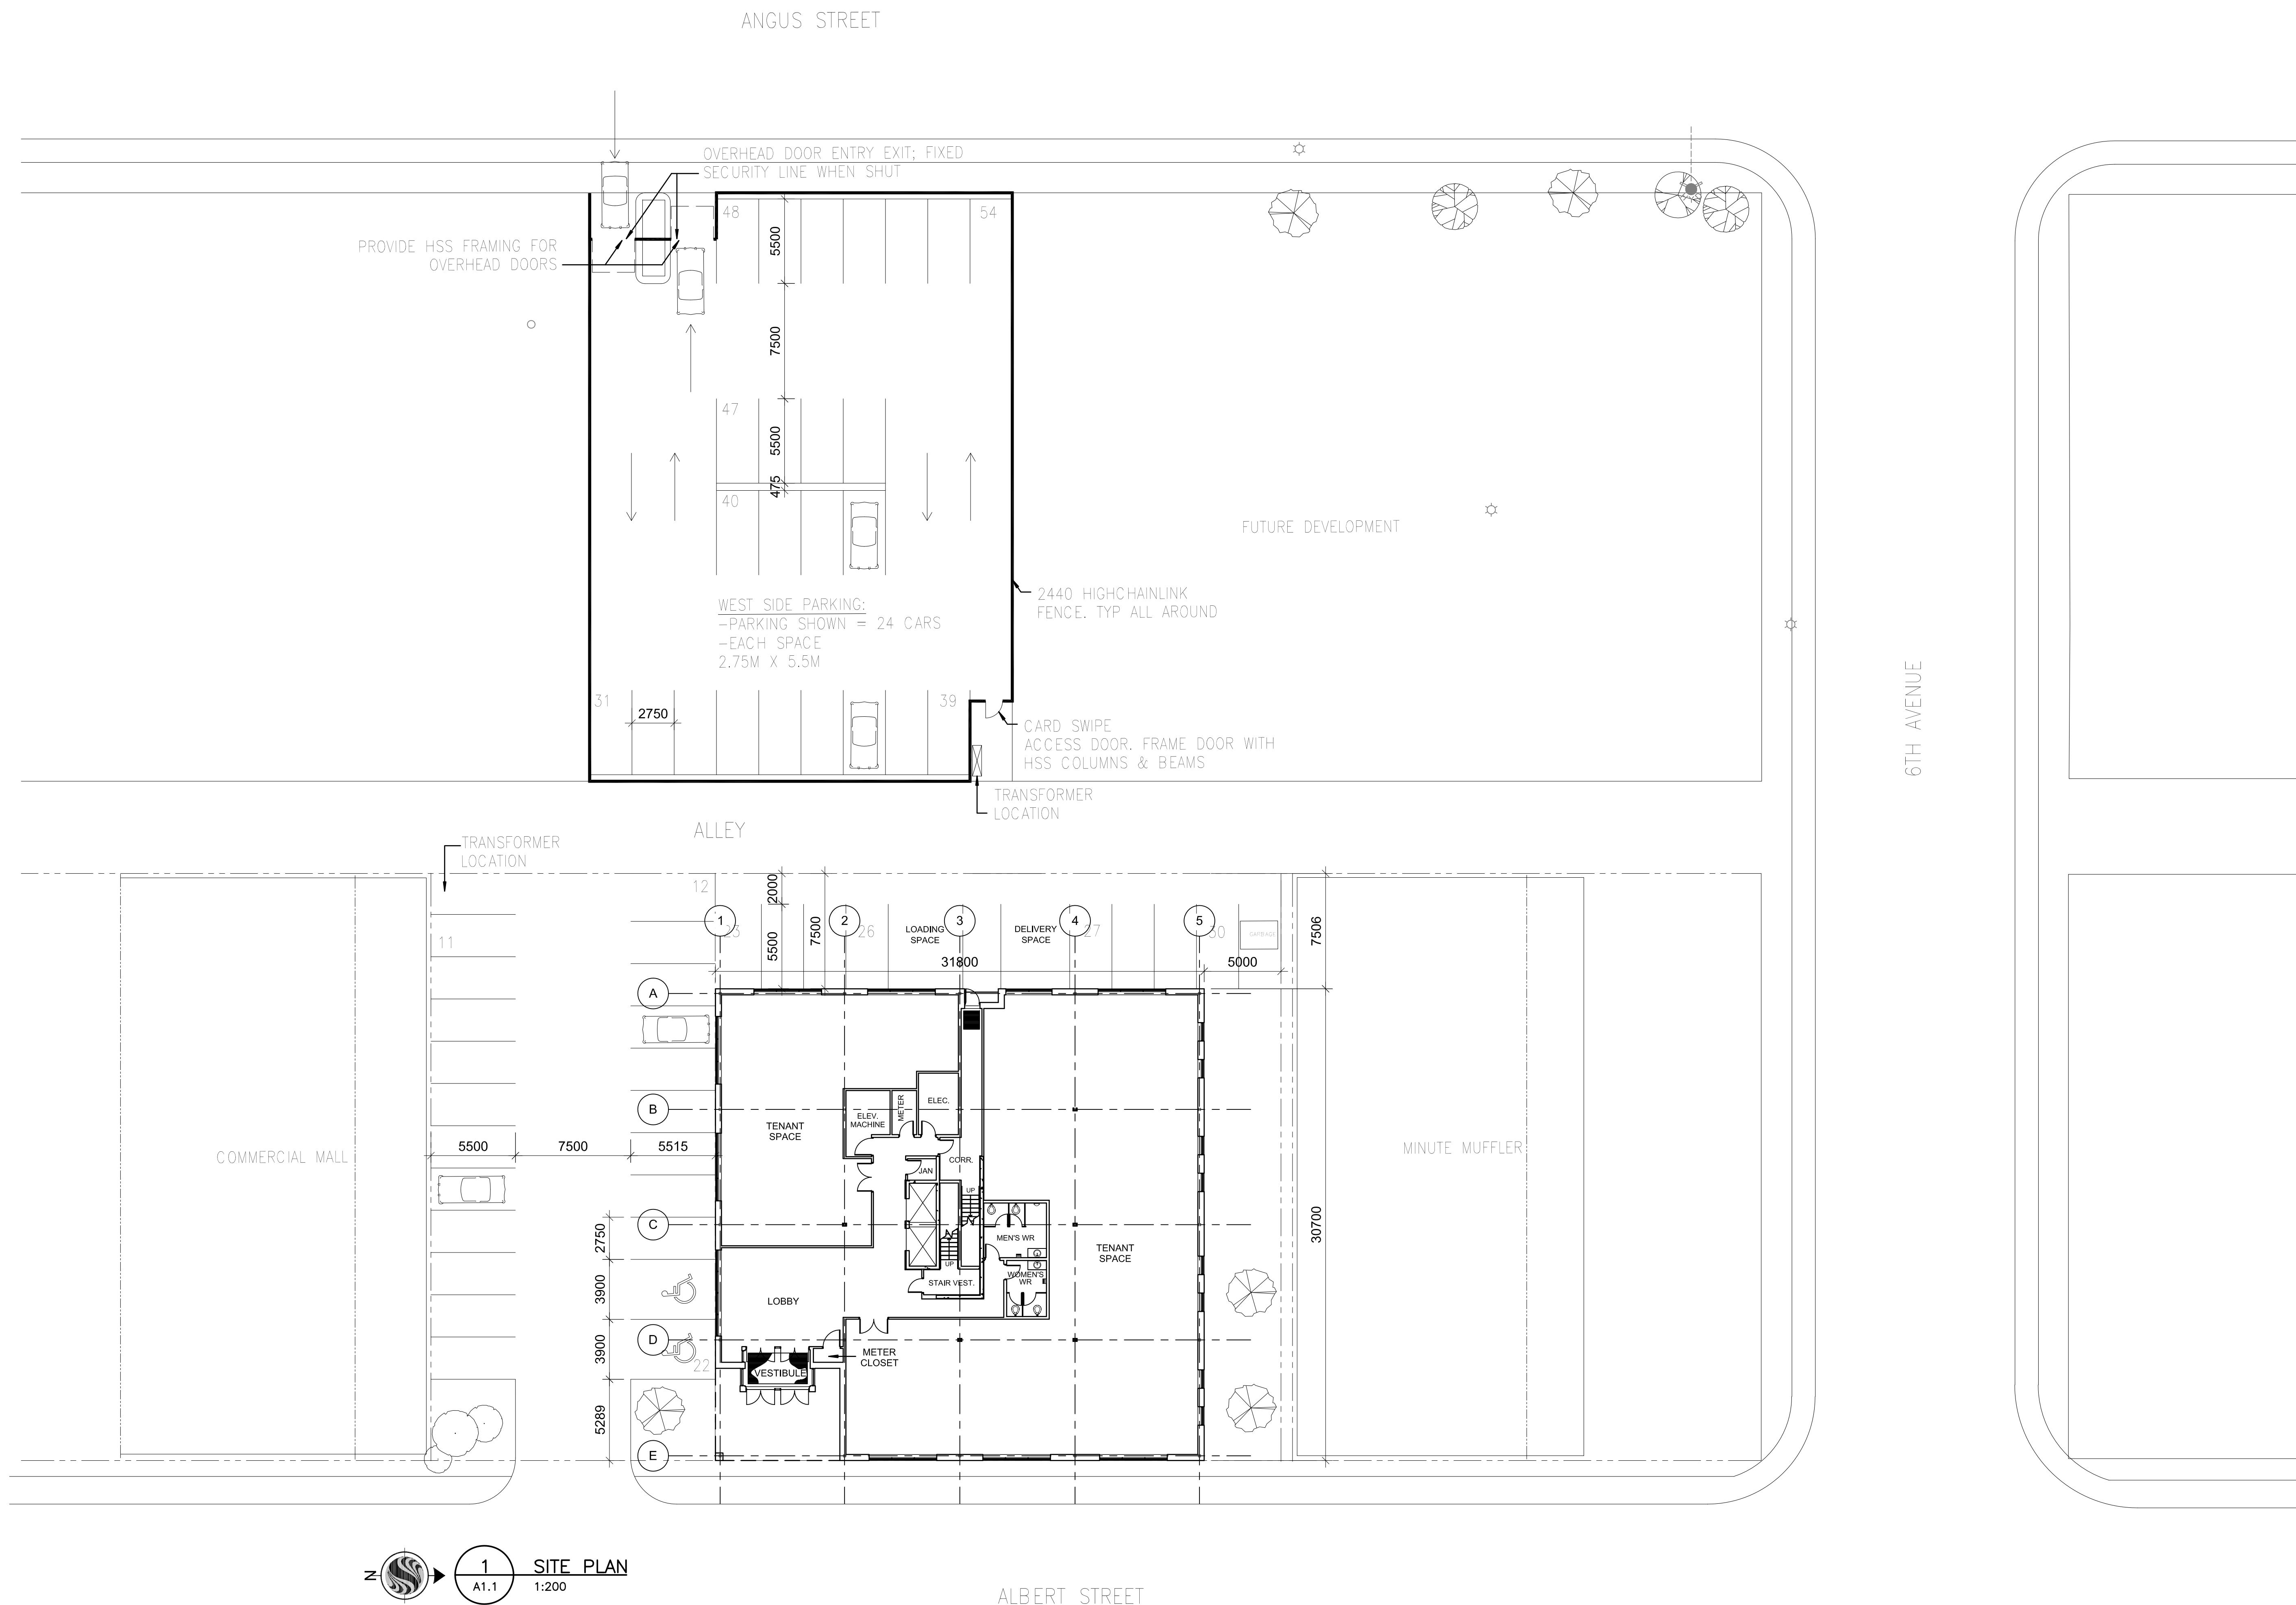 ANGUS STREET
OVERHEAD DOOR ENTRY EXIT; FIXED
SECURITY LINE WHEN SHUT
PROVIDE HSS FRAMING FOR
OVERHEAD DOORS
48
54
5500
7500
47
5500
475
40
FUTURE DEVELOPMENT
2440 HIGHCHAINLINK
FENCE. TYP ALL AROUND
WEST SIDE PARKING:
-PARKING SHOWN = 24 CARS
-EACH SPACE
2.75M X 5.5M
31
2750
39
CARD SWIPE
ACCESS DOOR. FRAME DOOR WITH
HSS COLUMNS & BEAMS
6TH AVENUE
TRANSFORMER
LOCATION
ALLEY
TRANSFORMER
LOCATION
12
2000
5500
7500
11
1
2
3
4
5
23
26
LOADING
SPACE
DELIVERY
SPACE
27
30
GARBAGE
31800
5000
7506
A
B
C
D
E
ELEV.
MACHINE
METER
ELEC.
TENANT
SPACE
COMMERCIAL MALL
5500
7500
5515
CORR.
JAN
UP
MINUTE MUFFLER
30700
2750
3900
3900
5289
MEN'S WR
TENANT
SPACE
UP
STAIR VEST.
WOMEN'S
WR
LOBBY
22
METER
CLOSET
VESTIBULE
N
1
A1.1
SITE PLAN
1:200
ALBERT STREET